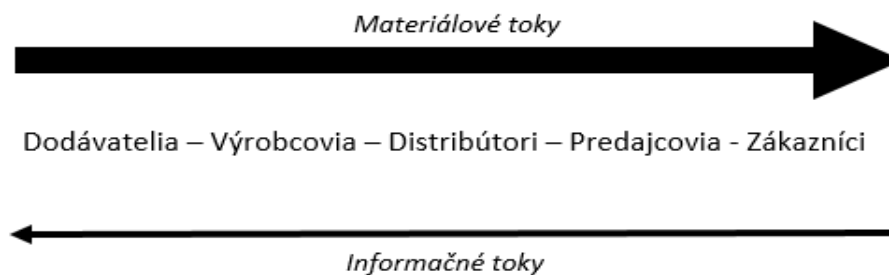 Materiálové toky
Dodávatelia – Výrobcovia – Distribútori – Predajcovia - Zákazníci
Informačné toky